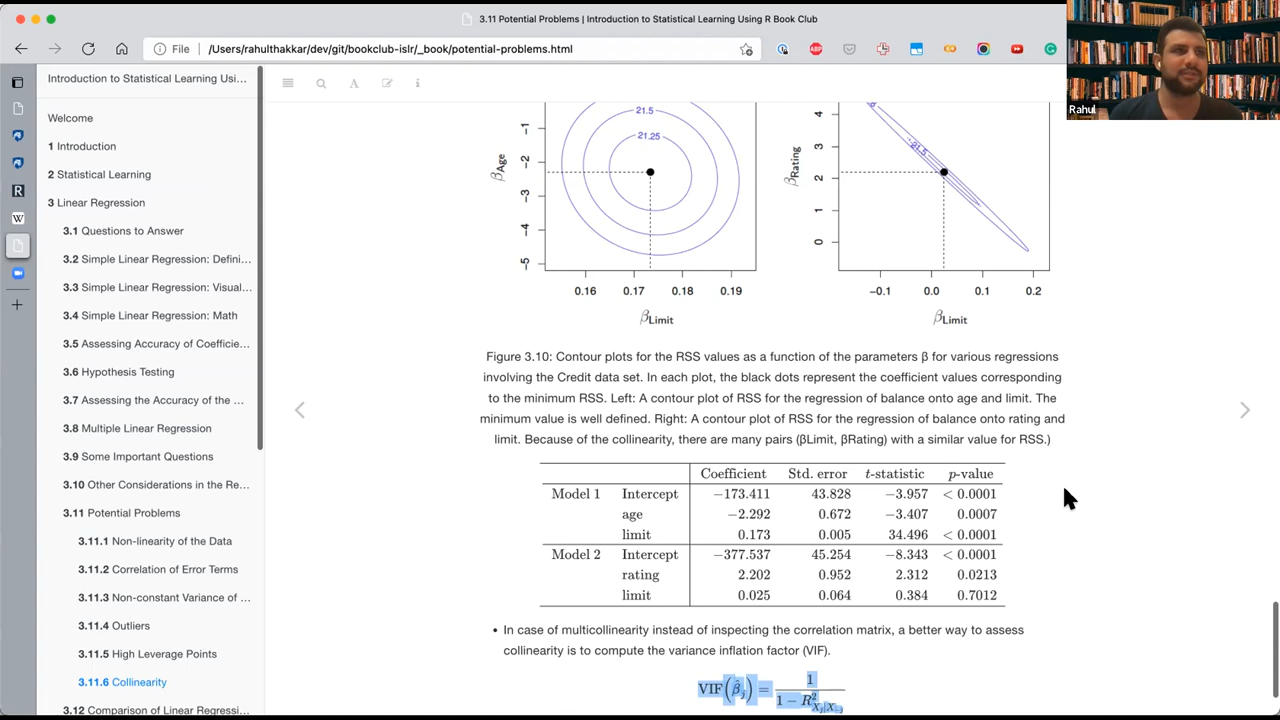 3.11 Potential Problems | Introduction to Statistical Learning Using R Book Club
File
/Users/rahulthakkar/dev/git/bookclub-islr/_book/potential-problems.html
Rahul
Introduction to Statistical Learning Usi...
Welcome
1 Introduction
2 Statistical Learning
3 Linear Regression
3.1 Questions to Answer
3.2 Simple Linear Regression: Defini...
3.3 Simple Linear Regression: Visual...
3.4 Simple Linear Regression: Math
3.5 Assessing Accuracy of Coefficie...
3.6 Hypothesis Testing
3.7 Assessing the Accuracy of the ...
3.8 Multiple Linear Regression
3.9 Some Important Questions
3.10 Other Considerations in the Re...
3.11 Potential Problems
3.11.1 Non-linearity of the Data
3.11.2 Correlation of Error Terms
3.11.3 Non-constant Variance of ...
3.11.4 Outliers
3.11.5 High Leverage Points
3.11.6 Collinearity
3.12 Comparison of Linear Regressi...
21.5
21.25
−1
−2
−3
−4
−5
βAge
0.16 0.17 0.18 0.19
βLimit
21.5
4
3
2
1
0
βRating
−0.1 0.0 0.1 0.2
βLimit
Figure 3.10: Contour plots for the RSS values as a function of the parameters β for various regressions
involving the Credit data set. In each plot, the black dots represent the coefficient values corresponding
to the minimum RSS. Left: A contour plot of RSS for the regression of balance onto age and limit. The
minimum value is well defined. Right: A contour plot of RSS for the regression of balance onto rating and
limit. Because of the collinearity, there are many pairs (βLimit, βRating) with a similar value for RSS.)
Coefficient Std. error t-statistic p-value
Model 1 Intercept −173.411 43.828 −3.957 < 0.0001
age −2.292 0.672 −3.407 0.0007
limit 0.173 0.005 34.496 < 0.0001
Model 2 Intercept −377.537 45.254 −8.343 < 0.0001
rating 2.202 0.952 2.312 0.0213
limit 0.025 0.064 0.384 0.7012
• In case of multicollinearity instead of inspecting the correlation matrix, a better way to assess
collinearity is to compute the variance inflation factor (VIF).
VIF(β̂j) = 1 / (1 − R²Xj|X−j)